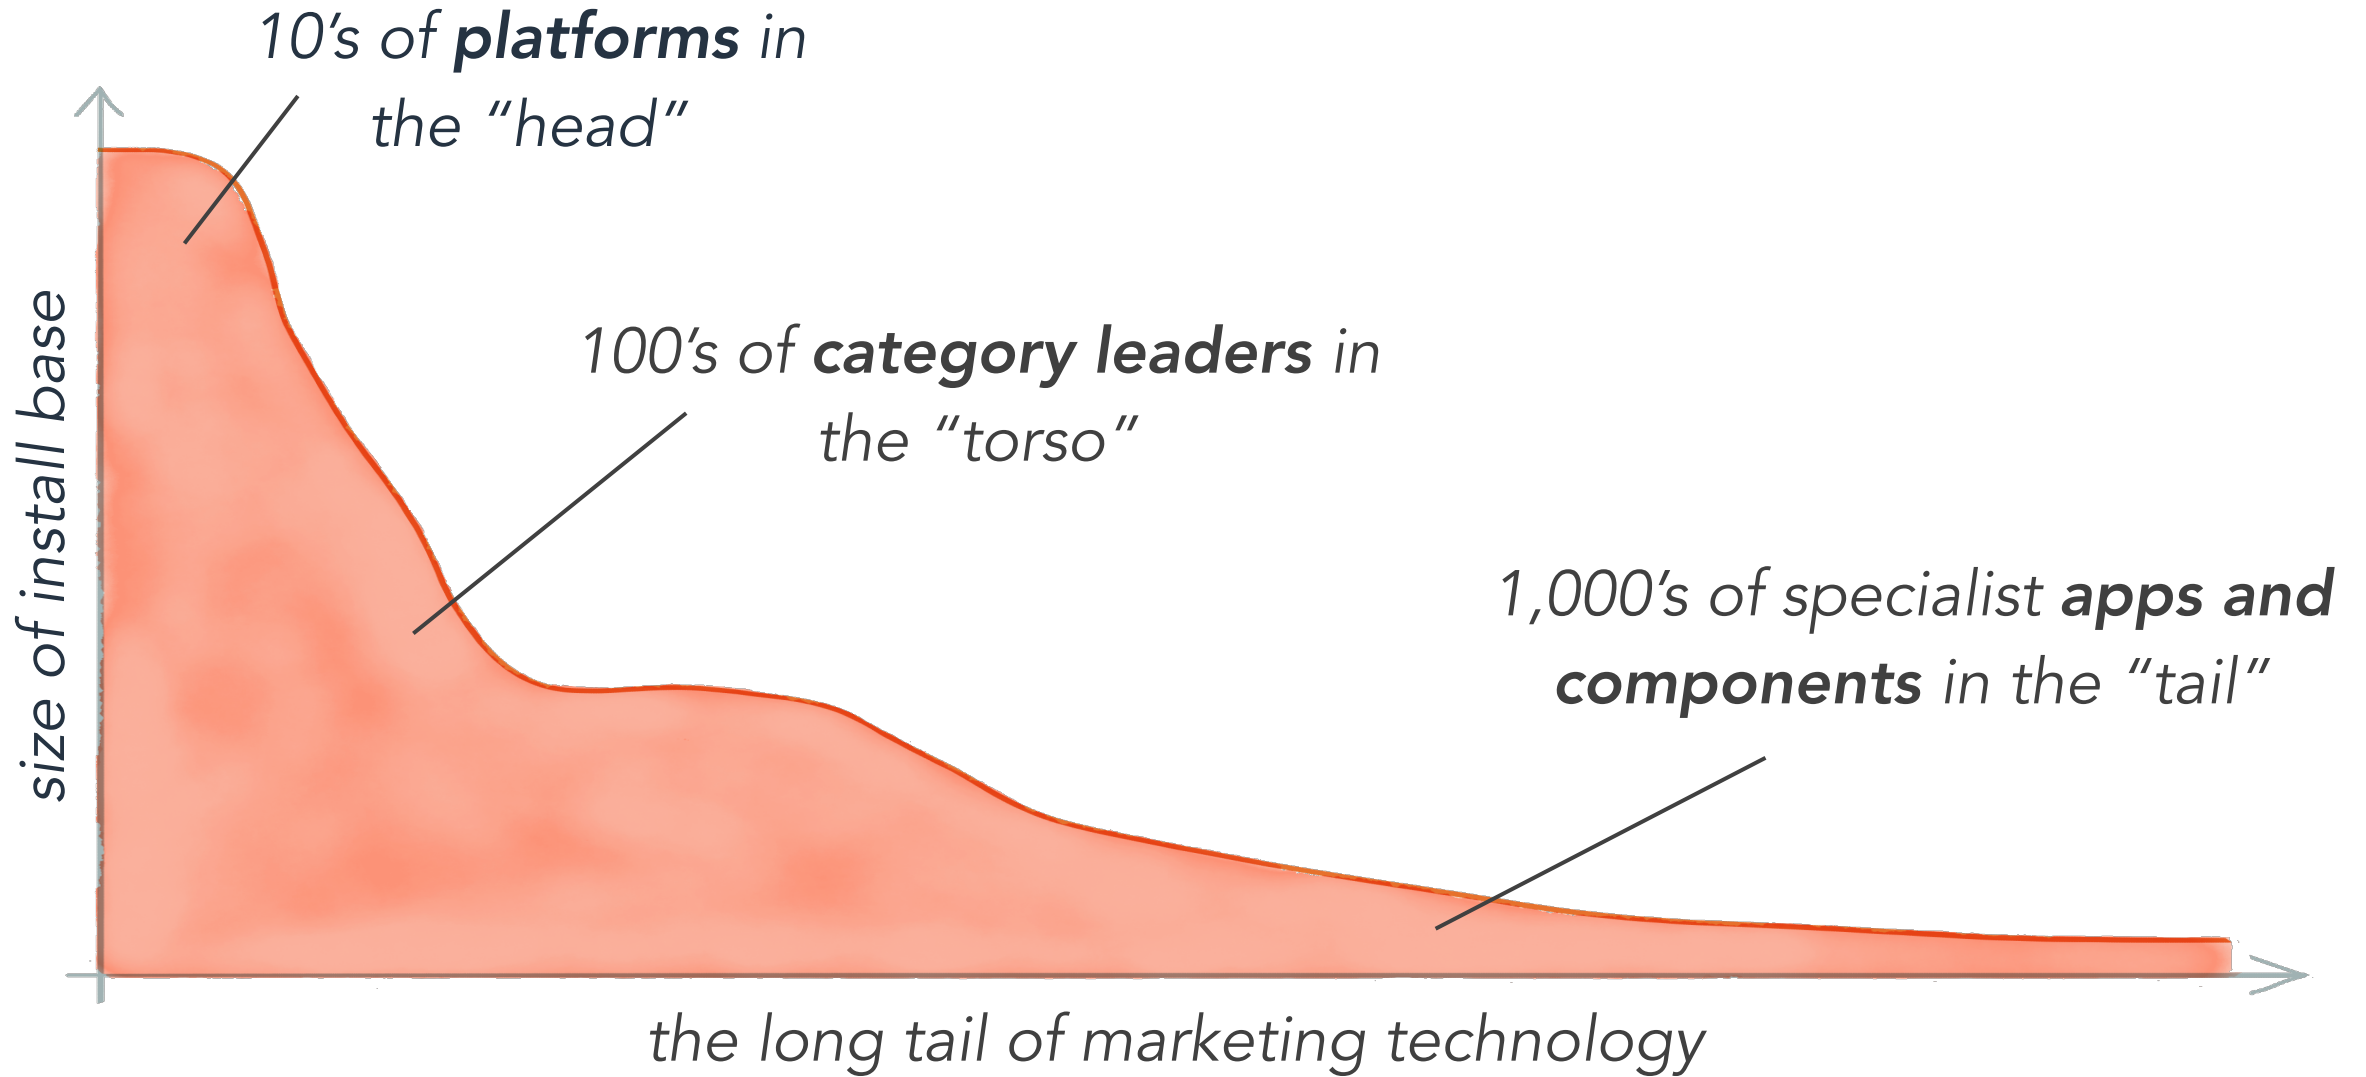 10's of platforms in
the “head”
size of install base
100's of category leaders in
the “torso”
1,000's of specialist apps and
components in the “tail”
the long tail of marketing technology